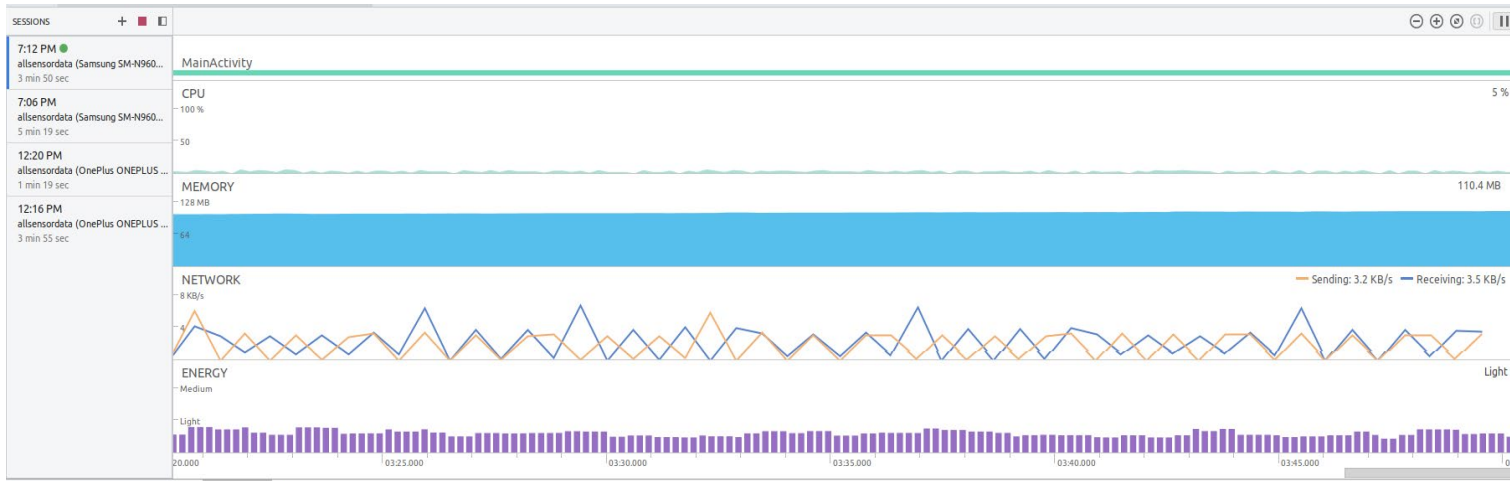 SESSIONS
7:12 PM
allsensordata (Samsung SM-N960...
3 min 50 sec
7:06 PM
allsensordata (Samsung SM-N960...
5 min 19 sec
12:20 PM
allsensordata (OnePlus ONEPLUS ...
1 min 19 sec
12:16 PM
allsensordata (OnePlus ONEPLUS ...
3 min 55 sec
MainActivity
CPU 5 %
100 %
50
MEMORY 110.4 MB
128 MB
64
NETWORK Sending: 3.2 KB/s Receiving: 3.5 KB/s
8 KB/s
4
ENERGY Light
Medium
Light
20.000 03:25.000 03:30.000 03:35.000 03:40.000 03:45.000